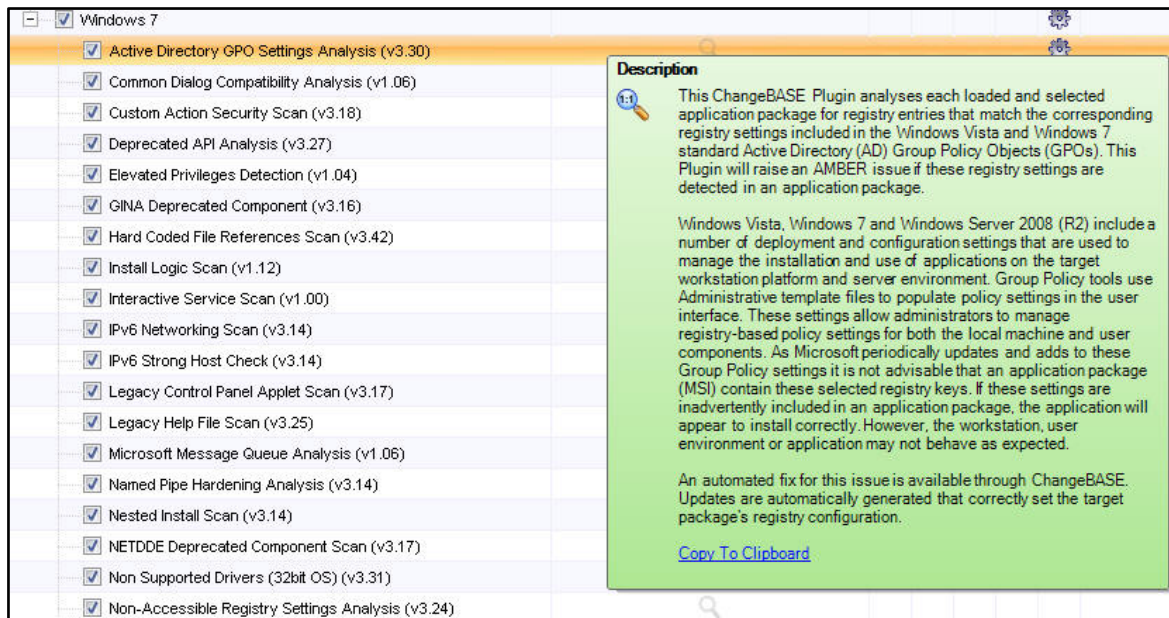 Windows 7
Active Directory GPO Settings Analysis (v3.30)
Common Dialog Compatibility Analysis (v1.06)
Custom Action Security Scan (v3.18)
Deprecated API Analysis (v3.27)
Elevated Privileges Detection (v1.04)
GINA Deprecated Component (v3.16)
Hard Coded File References Scan (v3.42)
Install Logic Scan (v1.12)
Interactive Service Scan (v1.00)
IPv6 Networking Scan (v3.14)
IPv6 Strong Host Check (v3.14)
Legacy Control Panel Applet Scan (v3.17)
Legacy Help File Scan (v3.25)
Microsoft Message Queue Analysis (v1.06)
Named Pipe Hardening Analysis (v3.14)
Nested Install Scan (v3.14)
NETDDE Deprecated Component Scan (v3.17)
Non Supported Drivers (32bit OS) (v3.31)
Non-Accessible Registry Settings Analysis (v3.24)
Description
1:1
This ChangeBASE Plugin analyses each loaded and selected
application package for registry entries that match the corresponding
registry settings included in the Windows Vista and Windows 7
standard Active Directory (AD) Group Policy Objects (GPOs). This
Plugin will raise an AMBER issue if these registry settings are
detected in an application package.
Windows Vista, Windows 7 and Windows Server 2008 (R2) include a
number of deployment and configuration settings that are used to
manage the installation and use of applications on the target
workstation platform and server environment. Group Policy tools use
Administrative template files to populate policy settings in the user
interface. These settings allow administrators to manage
registry-based policy settings for both the local machine and user
components. As Microsoft periodically updates and adds to these
Group Policy settings it is not advisable that an application package
(MSI) contain these selected registry keys. If these settings are
inadvertently included in an application package, the application will
appear to install correctly. However, the workstation, user
environment or application may not behave as expected.
An automated fix for this issue is available through ChangeBASE.
Updates are automatically generated that correctly set the target
package's registry configuration.
Copy To Clipboard